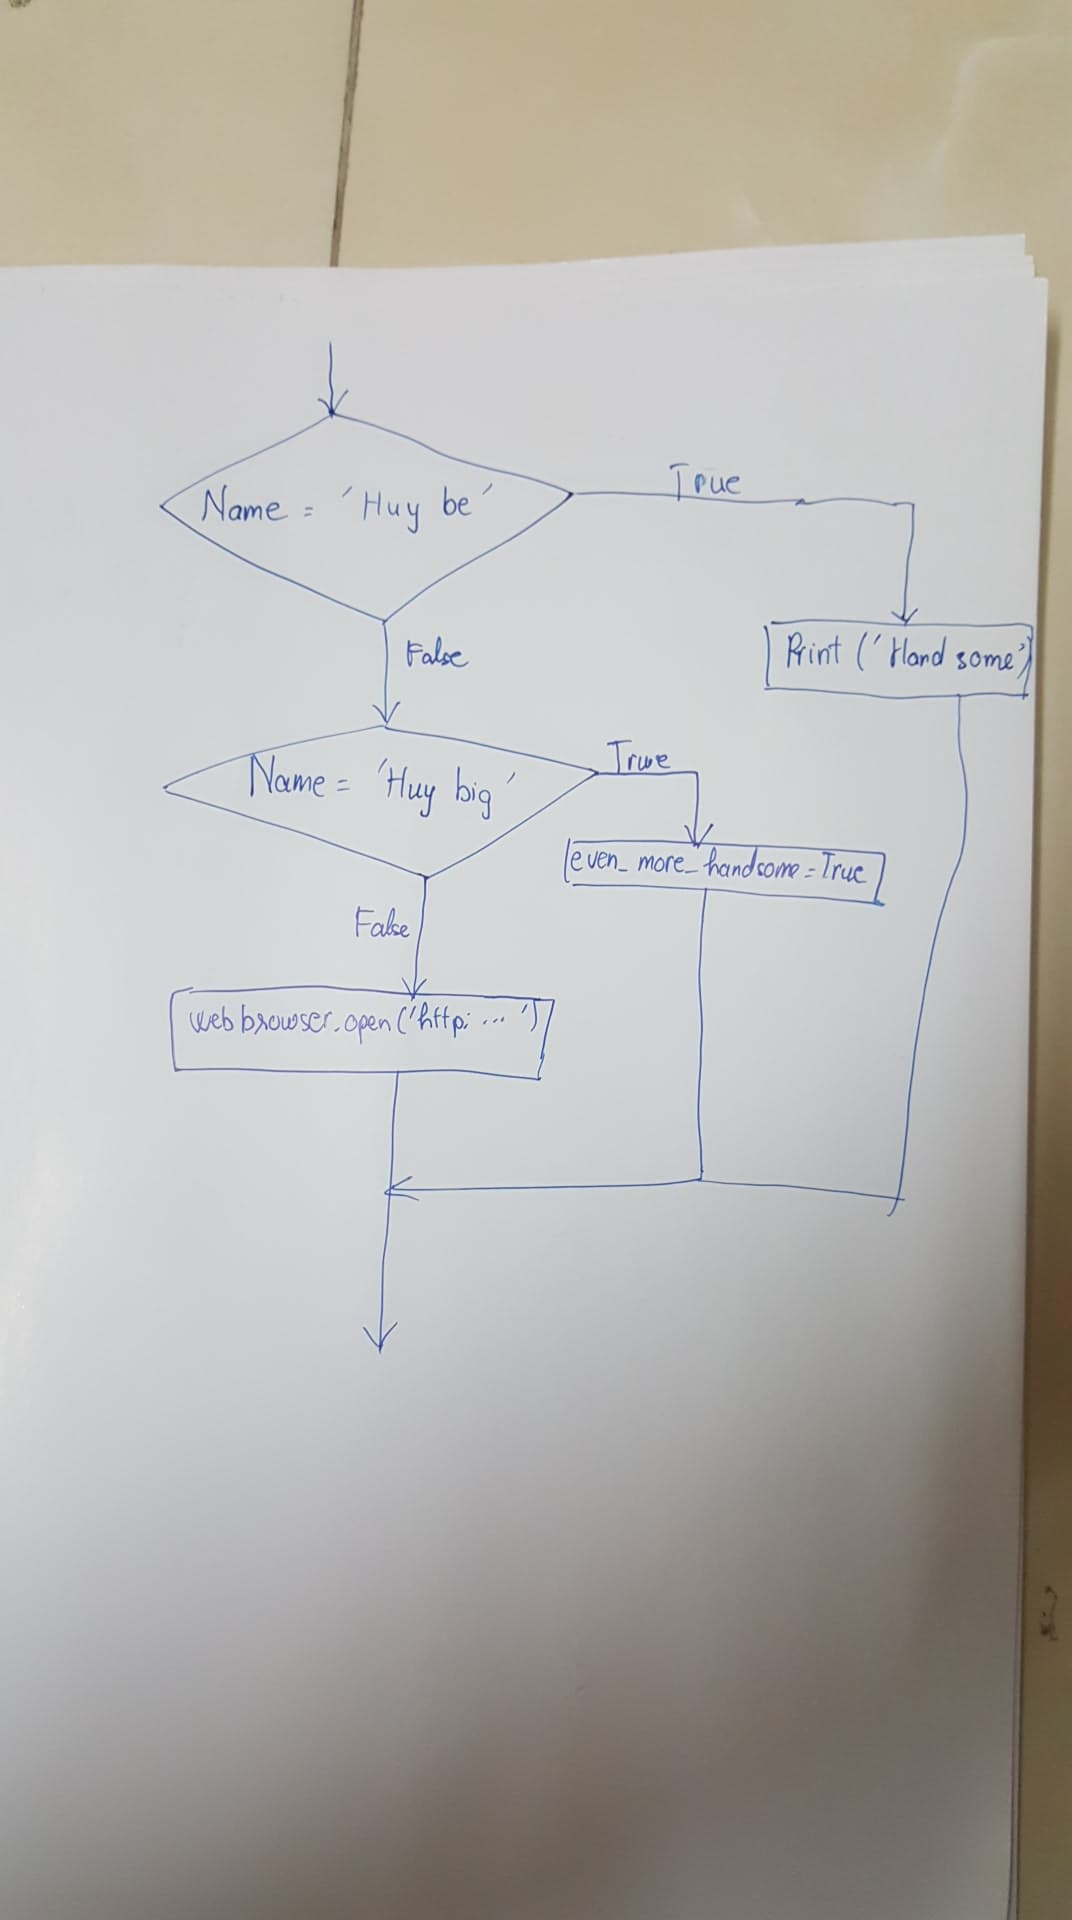 Name = 'Huy be'
True
Print ('Hand some')
False
Name = 'Huy big'
True
even_more_handsome = True
False
webbrowser.open('http: ... ')